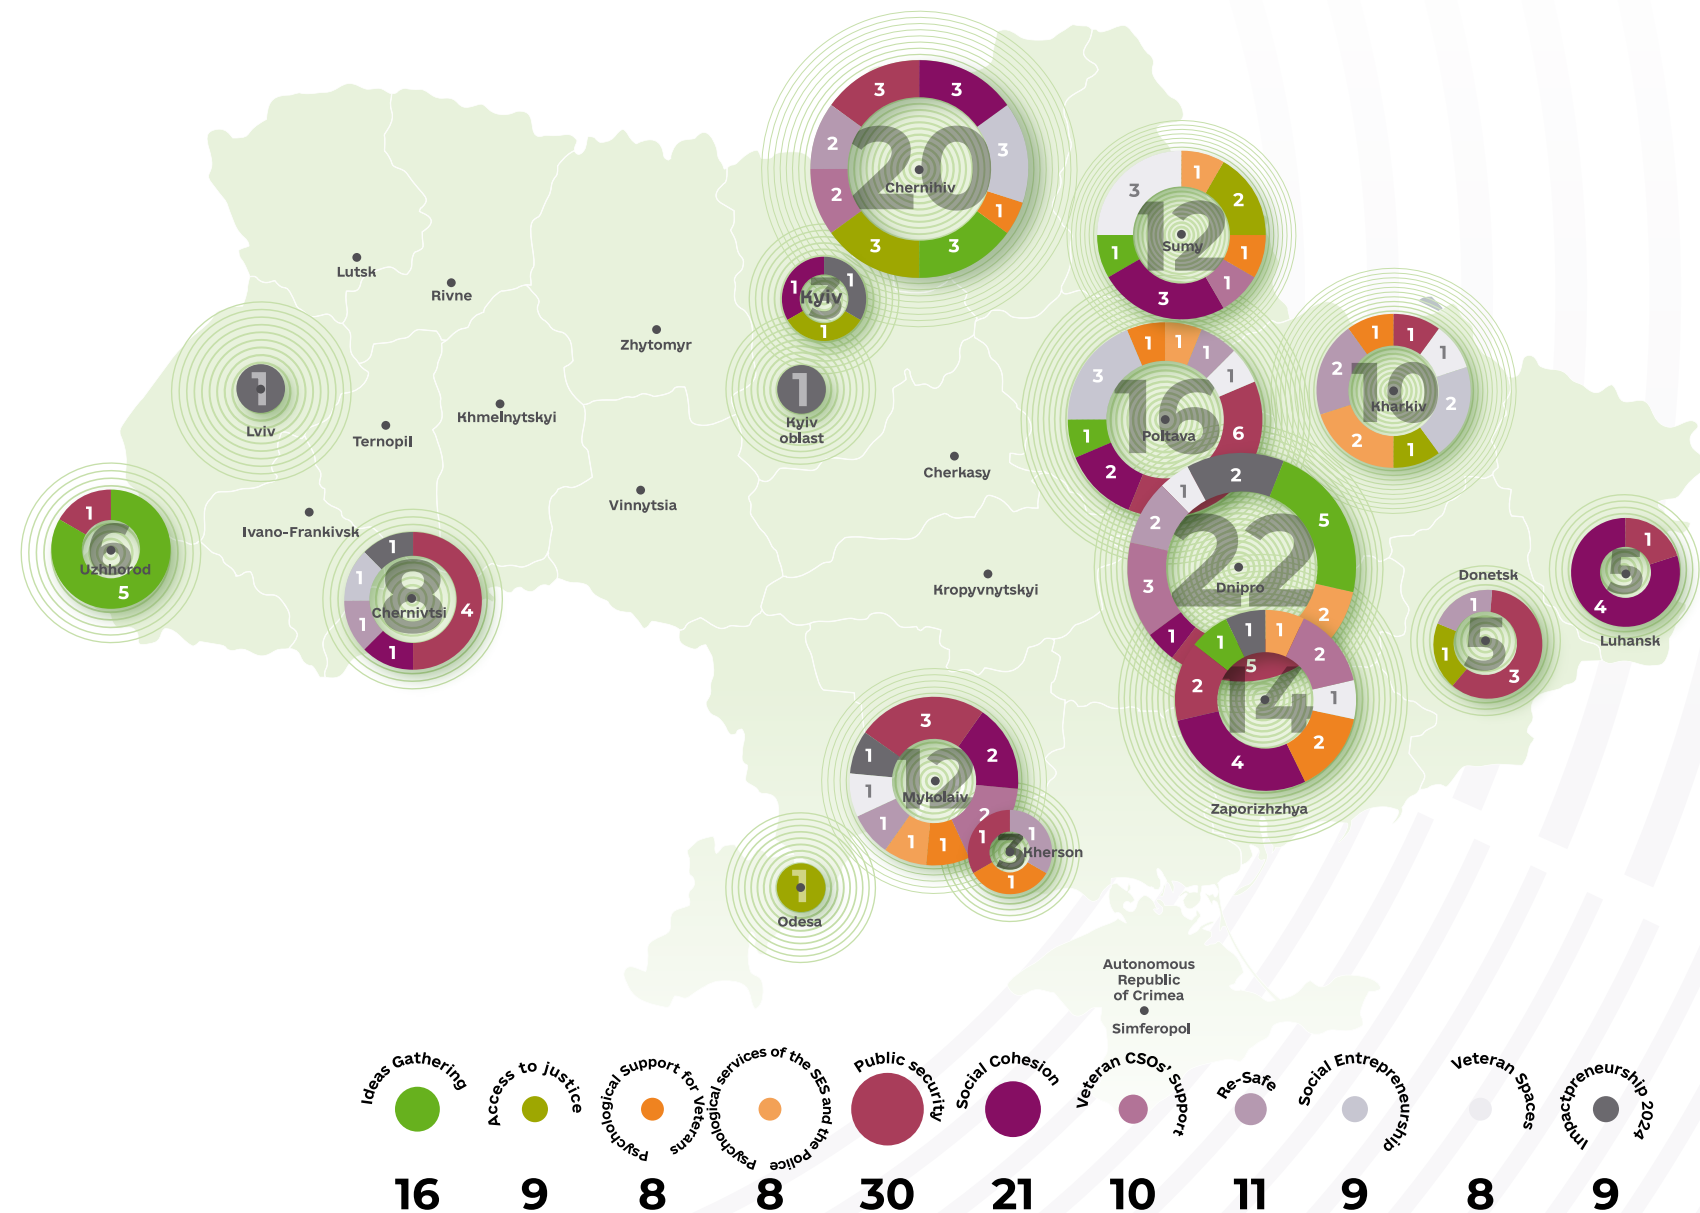 3
3
2
3
20
Chernihiv
2
1
3
3
1
3
2
12
Sumy
1
1
1
3
Lutsk
Rivne
Zhytomyr
1
1
3
Kyiv
1
1
Lviv
Ternopil
Khmelnytskyi
1
Kyiv
oblast
Cherkasy
Vinnytsia
Ivano-Frankivsk
Kropyvnytskyi
1
1
1
1
3
16
Poltava
6
1
2
1
1
1
2
10
Kharkiv
2
2
1
1
6
Uzhhorod
5
1
1
8
Chernivtsi
4
1
1
2
1
5
2
22
Dnipro
3
2
1
5
1
1
1
2
2
14
1
2
4
Zaporizhzhya
Donetsk
1
5
1
3
1
5
4
Luhansk
3
1
2
12
Mykolaiv
1
2
1
1
1
1
1
3
Kherson
1
1
Odesa
Autonomous
Republic
of Crimea
Simferopol
Ideas Gathering
Access to justice
Psychological Support for Veterans
Psychological services of the SES and the Police
Public security
Social Cohesion
Veteran CSOs' Support
Re-Safe
Social Entrepreneurship
Veteran Spaces
Impactpreneurship 2024
16 9 8 8 30 21 10 11 9 8 9